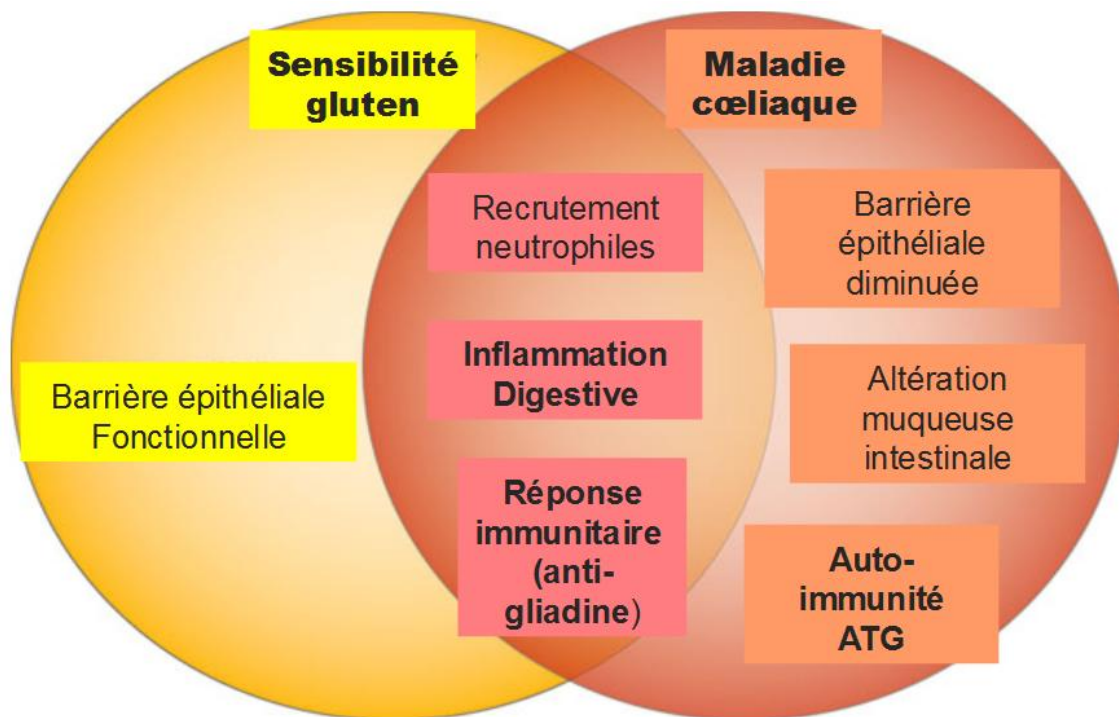 Sensibilité
gluten
Maladie
cœliaque
Recrutement
neutrophiles
Barrière
épithéliale
diminuée
Inflammation
Digestive
Barrière épithéliale
Fonctionnelle
Altération
muqueuse
intestinale
Réponse
immunitaire
(anti-
gliadine)
Auto-
immunité
ATG